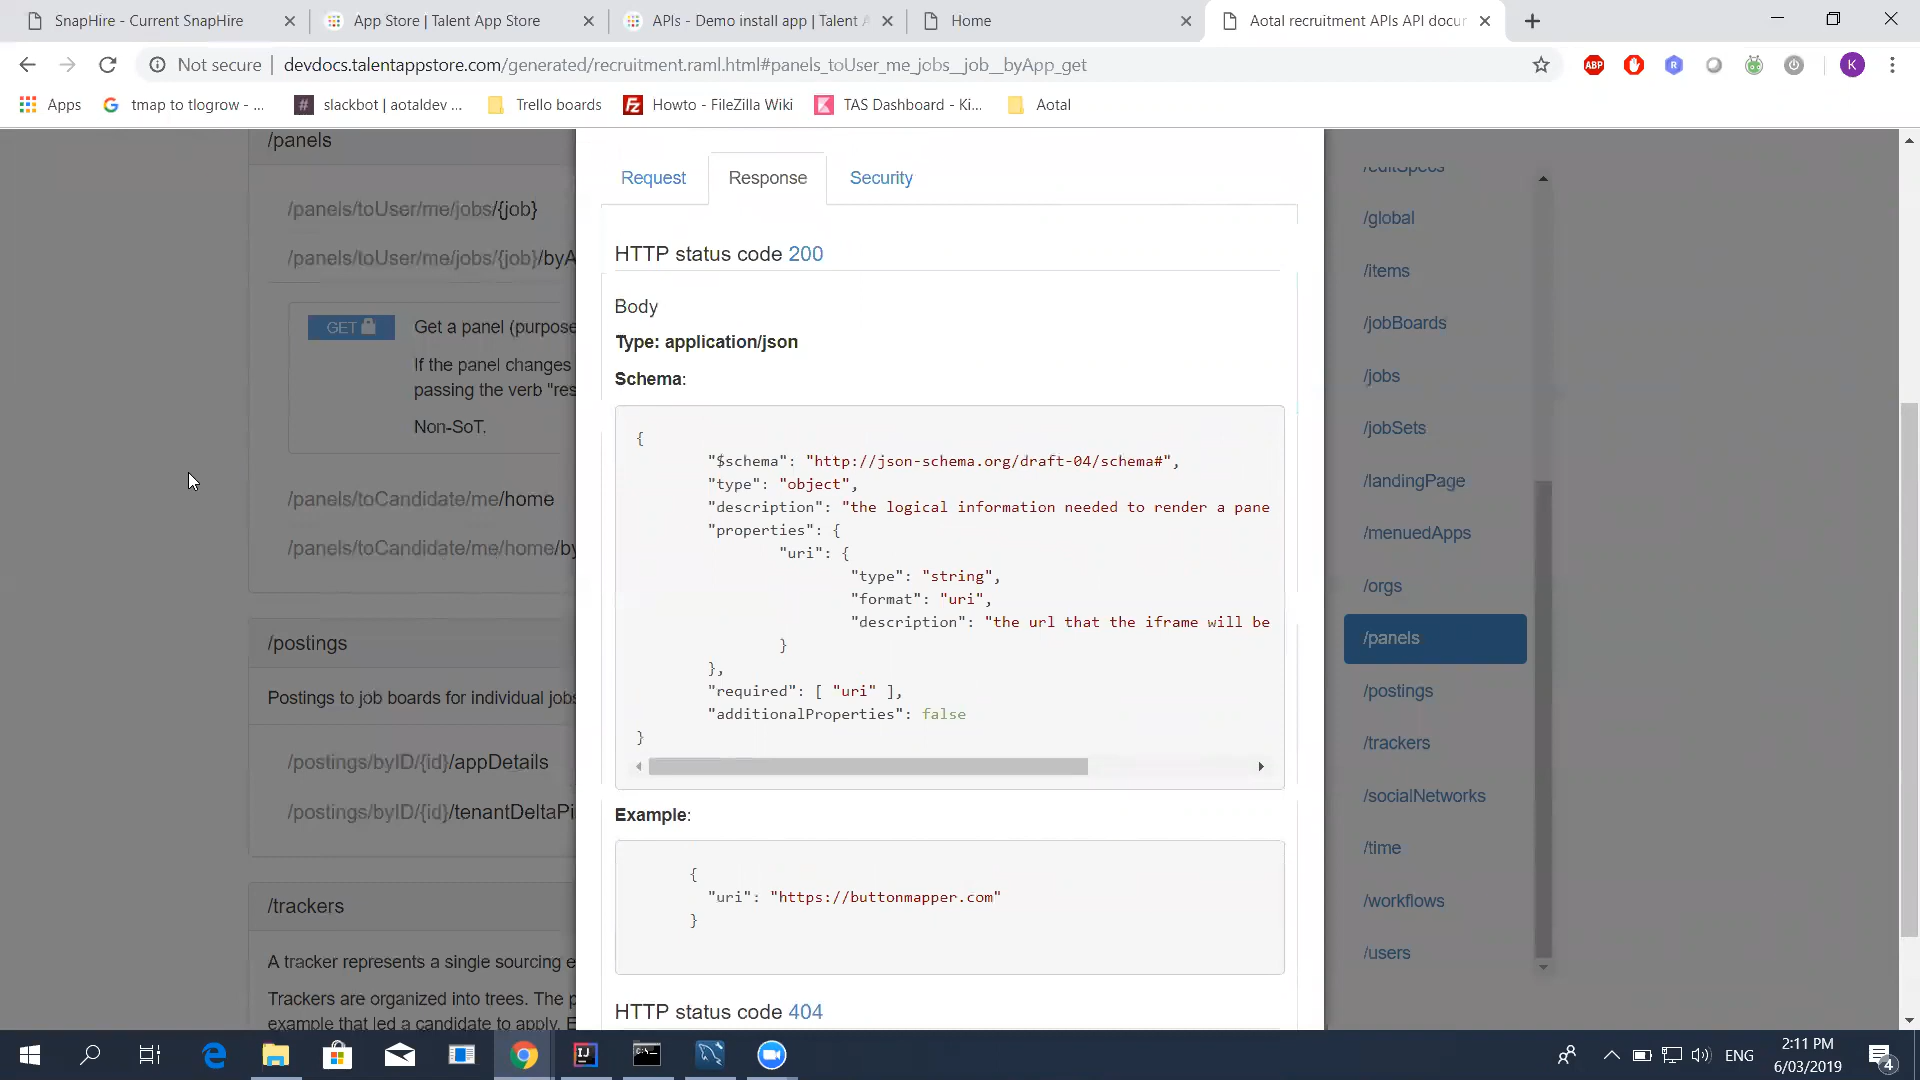 SnapHire - Current SnapHire
App Store | Talent App Store
APIs - Demo install app | Talent A
Home
Aotal recruitment APIs API docu
Not secure
devdocs.talentappstore.com/generated/recruitment.raml.html#panels_toUser_me_jobs__job__byApp_get
ABP
R
K
Apps
tmap to tlogrow - ...
slackbot | aotaldev ...
Trello boards
Howto - FileZilla Wiki
TAS Dashboard - Ki...
Aotal
/panels
/panels/toUser/me/jobs/{job}
/panels/toUser/me/jobs/{job}/byA
GET
Get a panel (purpose
If the panel changes
passing the verb "res
Non-SoT.
/panels/toCandidate/me/home
/panels/toCandidate/me/home/by
/postings
Postings to job boards for individual jobs
/postings/byID/{id}/appDetails
/postings/byID/{id}/tenantDeltaPi
/trackers
A tracker represents a single sourcing e
Trackers are organized into trees. The p
example that led a candidate to apply. E
Request
Response
Security
HTTP status code 200
Body
Type: application/json
Schema:
{
"$schema": "http://json-schema.org/draft-04/schema#",
"type": "object",
"description": "the logical information needed to render a pane
"properties": {
"uri": {
"type": "string",
"format": "uri",
"description": "the url that the iframe will be
}
},
"required": [ "uri" ],
"additionalProperties": false
}
Example:
{
"uri": "https://buttonmapper.com"
}
HTTP status code 404
/editSpecs
/global
/items
/jobBoards
/jobs
/jobSets
/landingPage
/menuedApps
/orgs
/panels
/postings
/trackers
/socialNetworks
/time
/workflows
/users
ENG
2:11 PM
6/03/2019
4